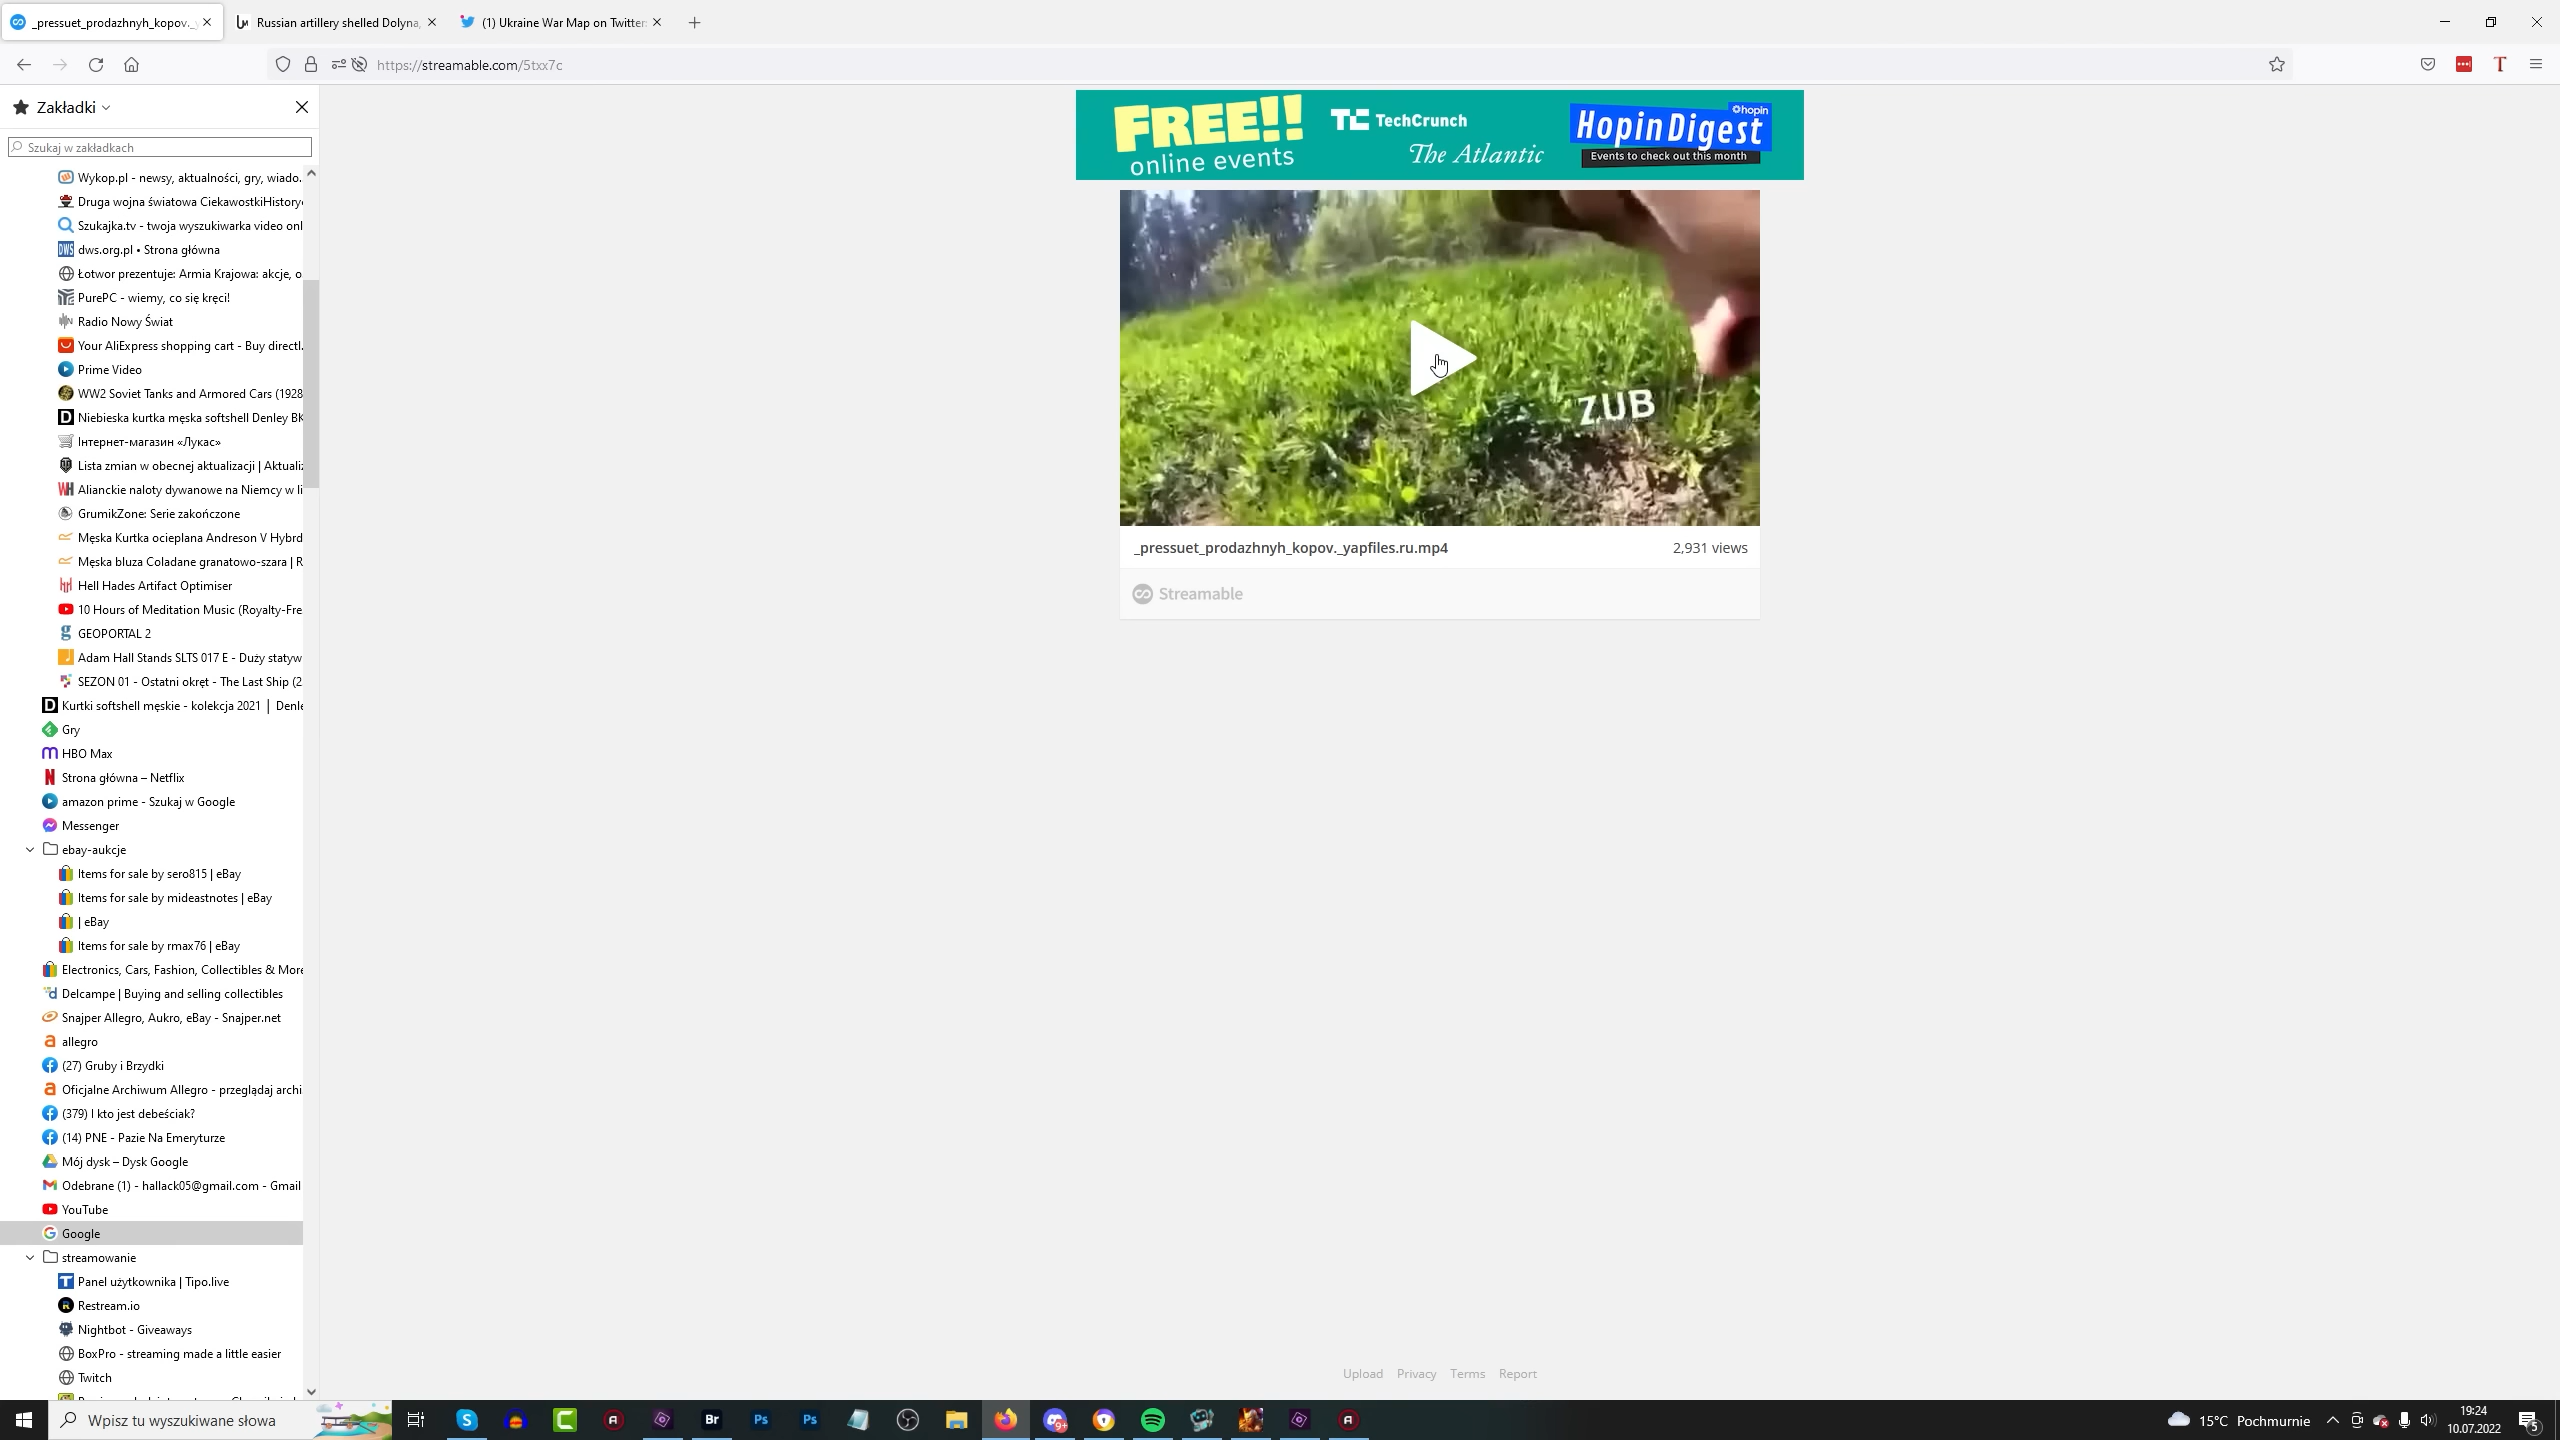 _pressuet_prodazhnyh_kopov._
Russian artillery shelled Dolyna,
(1) Ukraine War Map on Twitter:
https://streamable.com/5txx7c
Zakładki
Szukaj w zakładkach
Wykop.pl - newsy, aktualności, gry, wiado.
Druga wojna światowa CiekawostkiHistory
Szukajka.tv - twoja wyszukiwarka video onl
dws.org.pl • Strona główna
Łotwor prezentuje: Armia Krajowa: akcje, o
PurePC - wiemy, co się kręci!
Radio Nowy Świat
Your AliExpress shopping cart - Buy directl.
Prime Video
WW2 Soviet Tanks and Armored Cars (1928
Niebieska kurtka męska softshell Denley BK
Інтернет-магазин «Лукас»
Lista zmian w obecnej aktualizacji | Aktualiz
Alianckie naloty dywanowe na Niemcy w li
GrumikZone: Serie zakończone
Męska Kurtka ocieplana Andreson V Hybrd
Męska bluza Coladane granatowo-szara | R
Hell Hades Artifact Optimiser
10 Hours of Meditation Music (Royalty-Fre
GEOPORTAL 2
Adam Hall Stands SLTS 017 E - Duży statyw
SEZON 01 - Ostatni okręt - The Last Ship (2
Kurtki softshell męskie - kolekcja 2021 | Denle
Gry
HBO Max
Strona główna – Netflix
amazon prime - Szukaj w Google
Messenger
ebay-aukcje
Items for sale by sero815 | eBay
Items for sale by mideastnotes | eBay
| eBay
Items for sale by rmax76 | eBay
Electronics, Cars, Fashion, Collectibles & More
Delcampe | Buying and selling collectibles
Snajper Allegro, Aukro, eBay - Snajper.net
allegro
(27) Gruby i Brzydki
Oficjalne Archiwum Allegro - przeglądaj archi
(379) I kto jest debeściak?
(14) PNE - Pazie Na Emeryturze
Mój dysk – Dysk Google
Odebrane (1) - hallack05@gmail.com - Gmail
YouTube
Google
streamowanie
Panel użytkownika | Tipo.live
Restream.io
Nightbot - Giveaways
BoxPro - streaming made a little easier
Twitch
FREE!!
online events
TC TechCrunch
The Atlantic
hopin
Hopin Digest
Events to check out this month
ZUB
_pressuet_prodazhnyh_kopov._yapfiles.ru.mp4
2,931 views
Streamable
Upload Privacy Terms Report
Wpisz tu wyszukiwane słowa
Br
Ps
Ps
9+
15°C Pochmurnie
19:24
10.07.2022
5